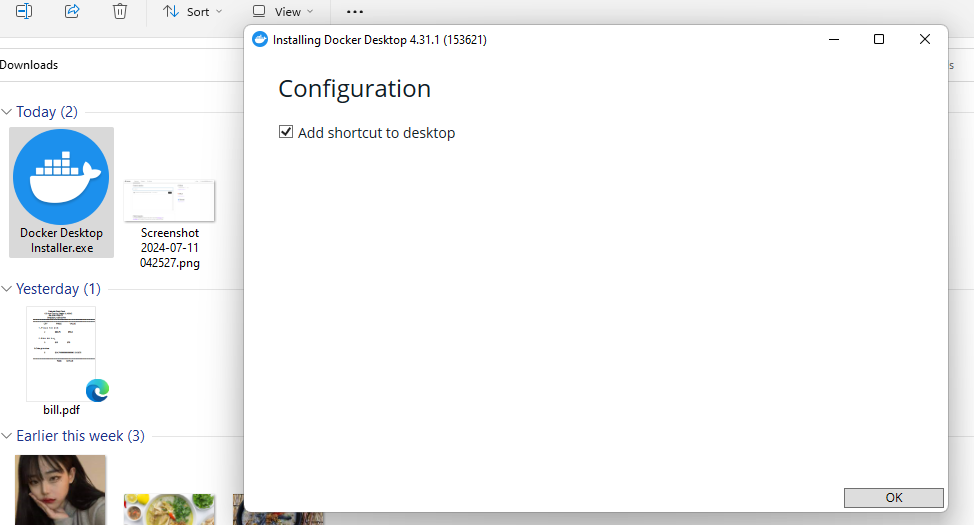 Sort
View
Installing Docker Desktop 4.31.1 (153621)
Downloads
s
Configuration
Add shortcut to desktop
Today (2)
Docker Desktop
Installer.exe
Screenshot
2024-07-11
042527.png
Yesterday (1)
bill.pdf
Earlier this week (3)
OK